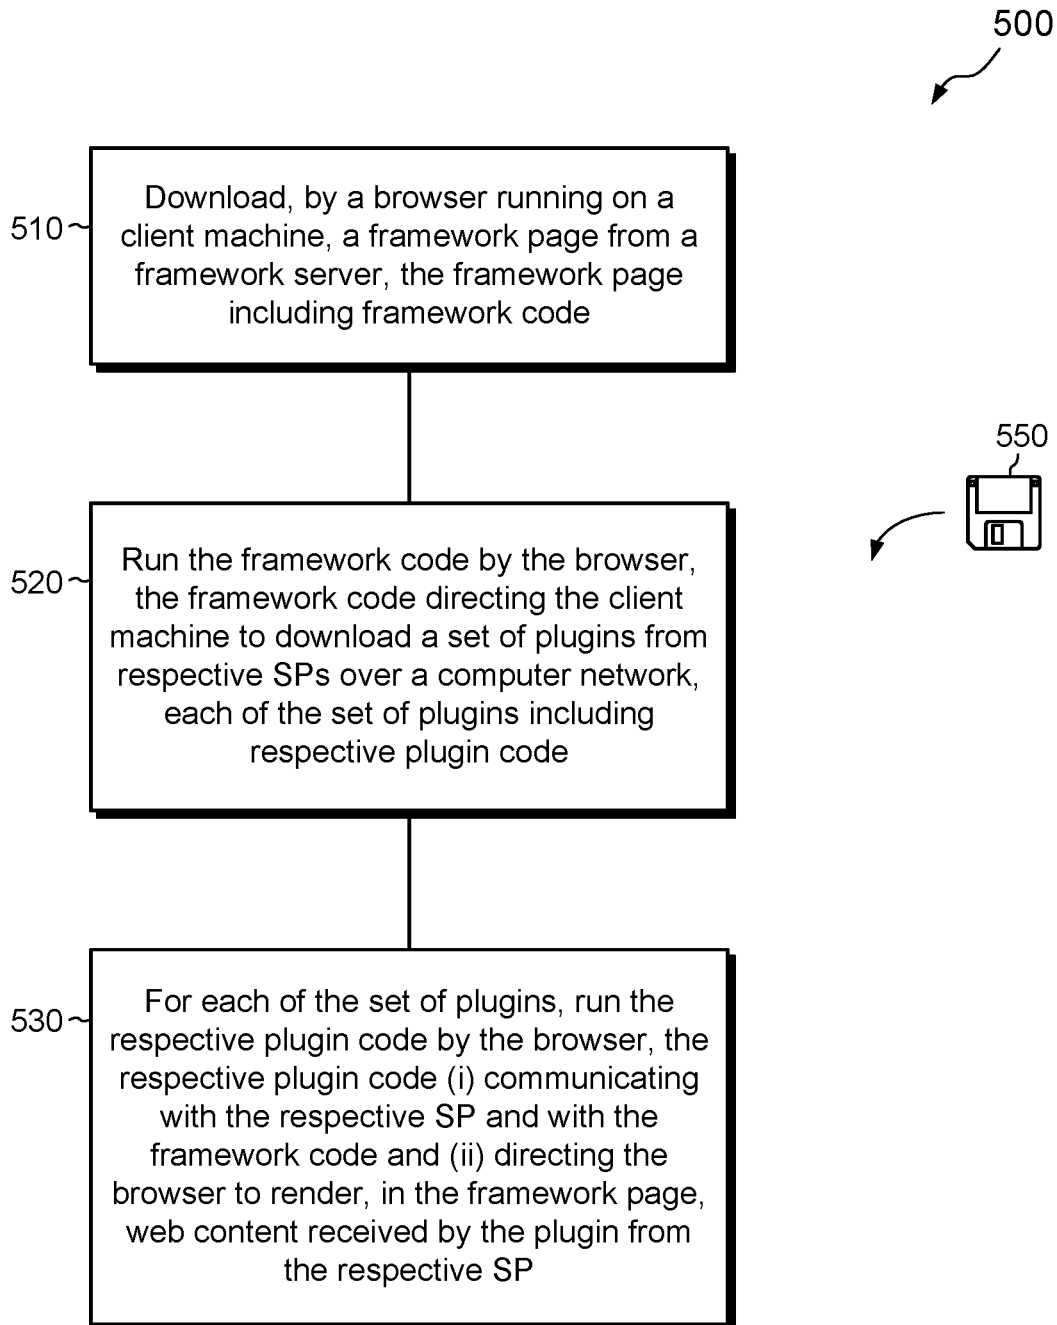 500
Download, by a browser running on a
client machine, a framework page from a
framework server, the framework page
including framework code
510
550
Run the framework code by the browser,
the framework code directing the client
machine to download a set of plugins from
respective SPs over a computer network,
each of the set of plugins including
respective plugin code
520
For each of the set of plugins, run the
respective plugin code by the browser, the
respective plugin code (i) communicating
with the respective SP and with the
framework code and (ii) directing the
browser to render, in the framework page,
web content received by the plugin from
the respective SP
530